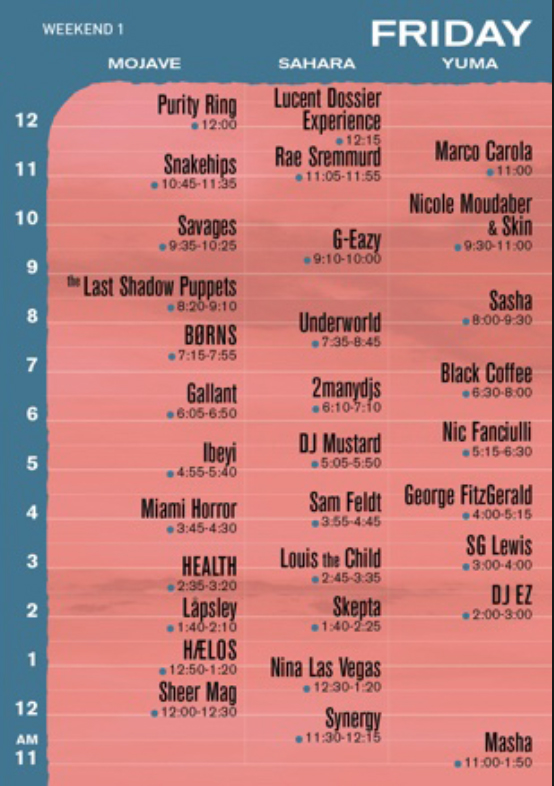 WEEKEND 1
FRIDAY
MOJAVE
SAHARA
YUMA
12
11
10
9
8
7
6
5
4
3
2
1
12
AM
11
Purity Ring
12:00
Snakehips
10:45-11:35
Savages
9:35-10:25
the Last Shadow Puppets
8:20-9:10
BØRNS
7:15-7:55
Gallant
6:05-6:50
Ibeyi
4:55-5:40
Miami Horror
3:45-4:30
HEALTH
2:35-3:20
Låpsley
1:40-2:10
HÆLOS
12:50-1:20
Sheer Mag
12:00-12:30
Lucent Dossier
Experience
12:15
Rae Sremmurd
11:05-11:55
G-Eazy
9:10-10:00
Underworld
7:35-8:45
2manydjs
6:10-7:10
DJ Mustard
5:05-5:50
Sam Feldt
3:55-4:45
Louis the Child
2:45-3:35
Skepta
1:40-2:25
Nina Las Vegas
12:30-1:20
Synergy
11:30-12:15
Marco Carola
11:00
Nicole Moudaber
& Skin
9:30-11:00
Sasha
8:00-9:30
Black Coffee
6:30-8:00
Nic Fanciulli
5:15-6:30
George FitzGerald
4:00-5:15
SG Lewis
3:00-4:00
DJ EZ
2:00-3:00
Masha
11:00-1:50